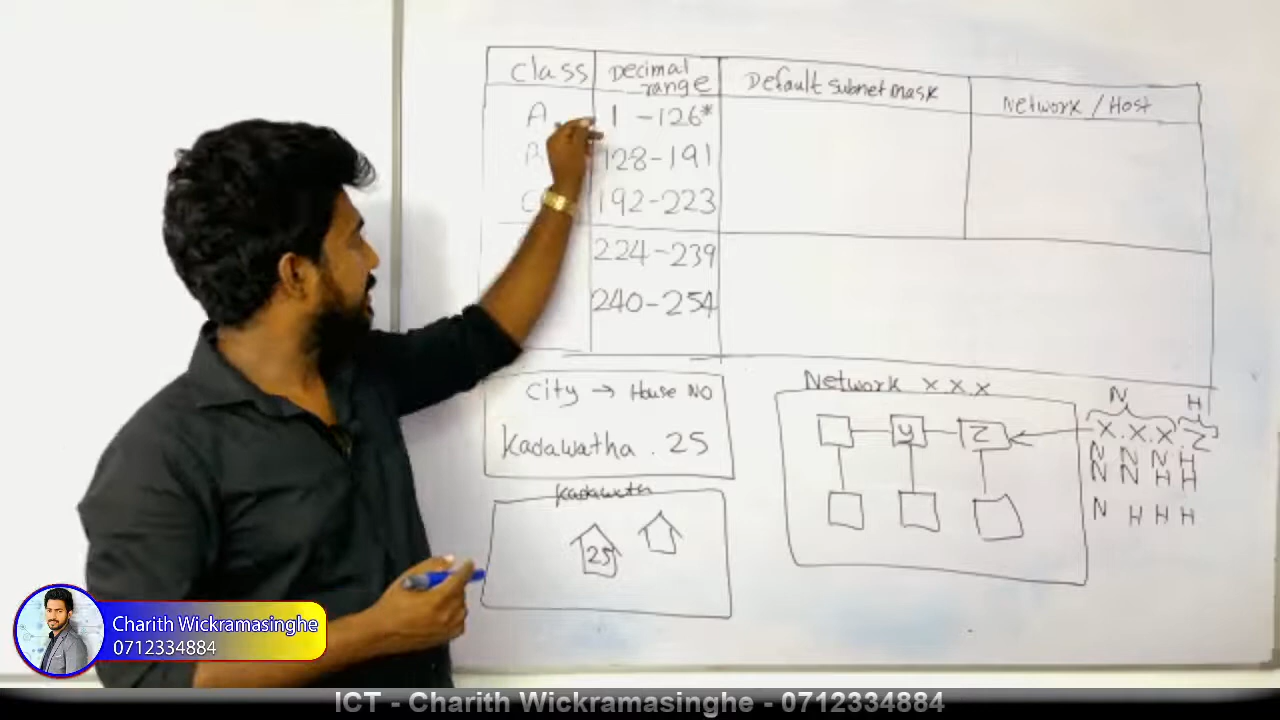 Class Decimal range Default Subnet mask Network / Host
A 1 - 126*
B 128 - 191
C 192 - 223
224 - 239
240 - 254
City → House NO
Kadawatha . 25
Kadawatha
25
Network X X X
y Z
N H
X . X . X . Z
N N N H
N N H H
N H H H
Charith Wickramasinghe
0712334884
ICT - Charith Wickramasinghe - 0712334884